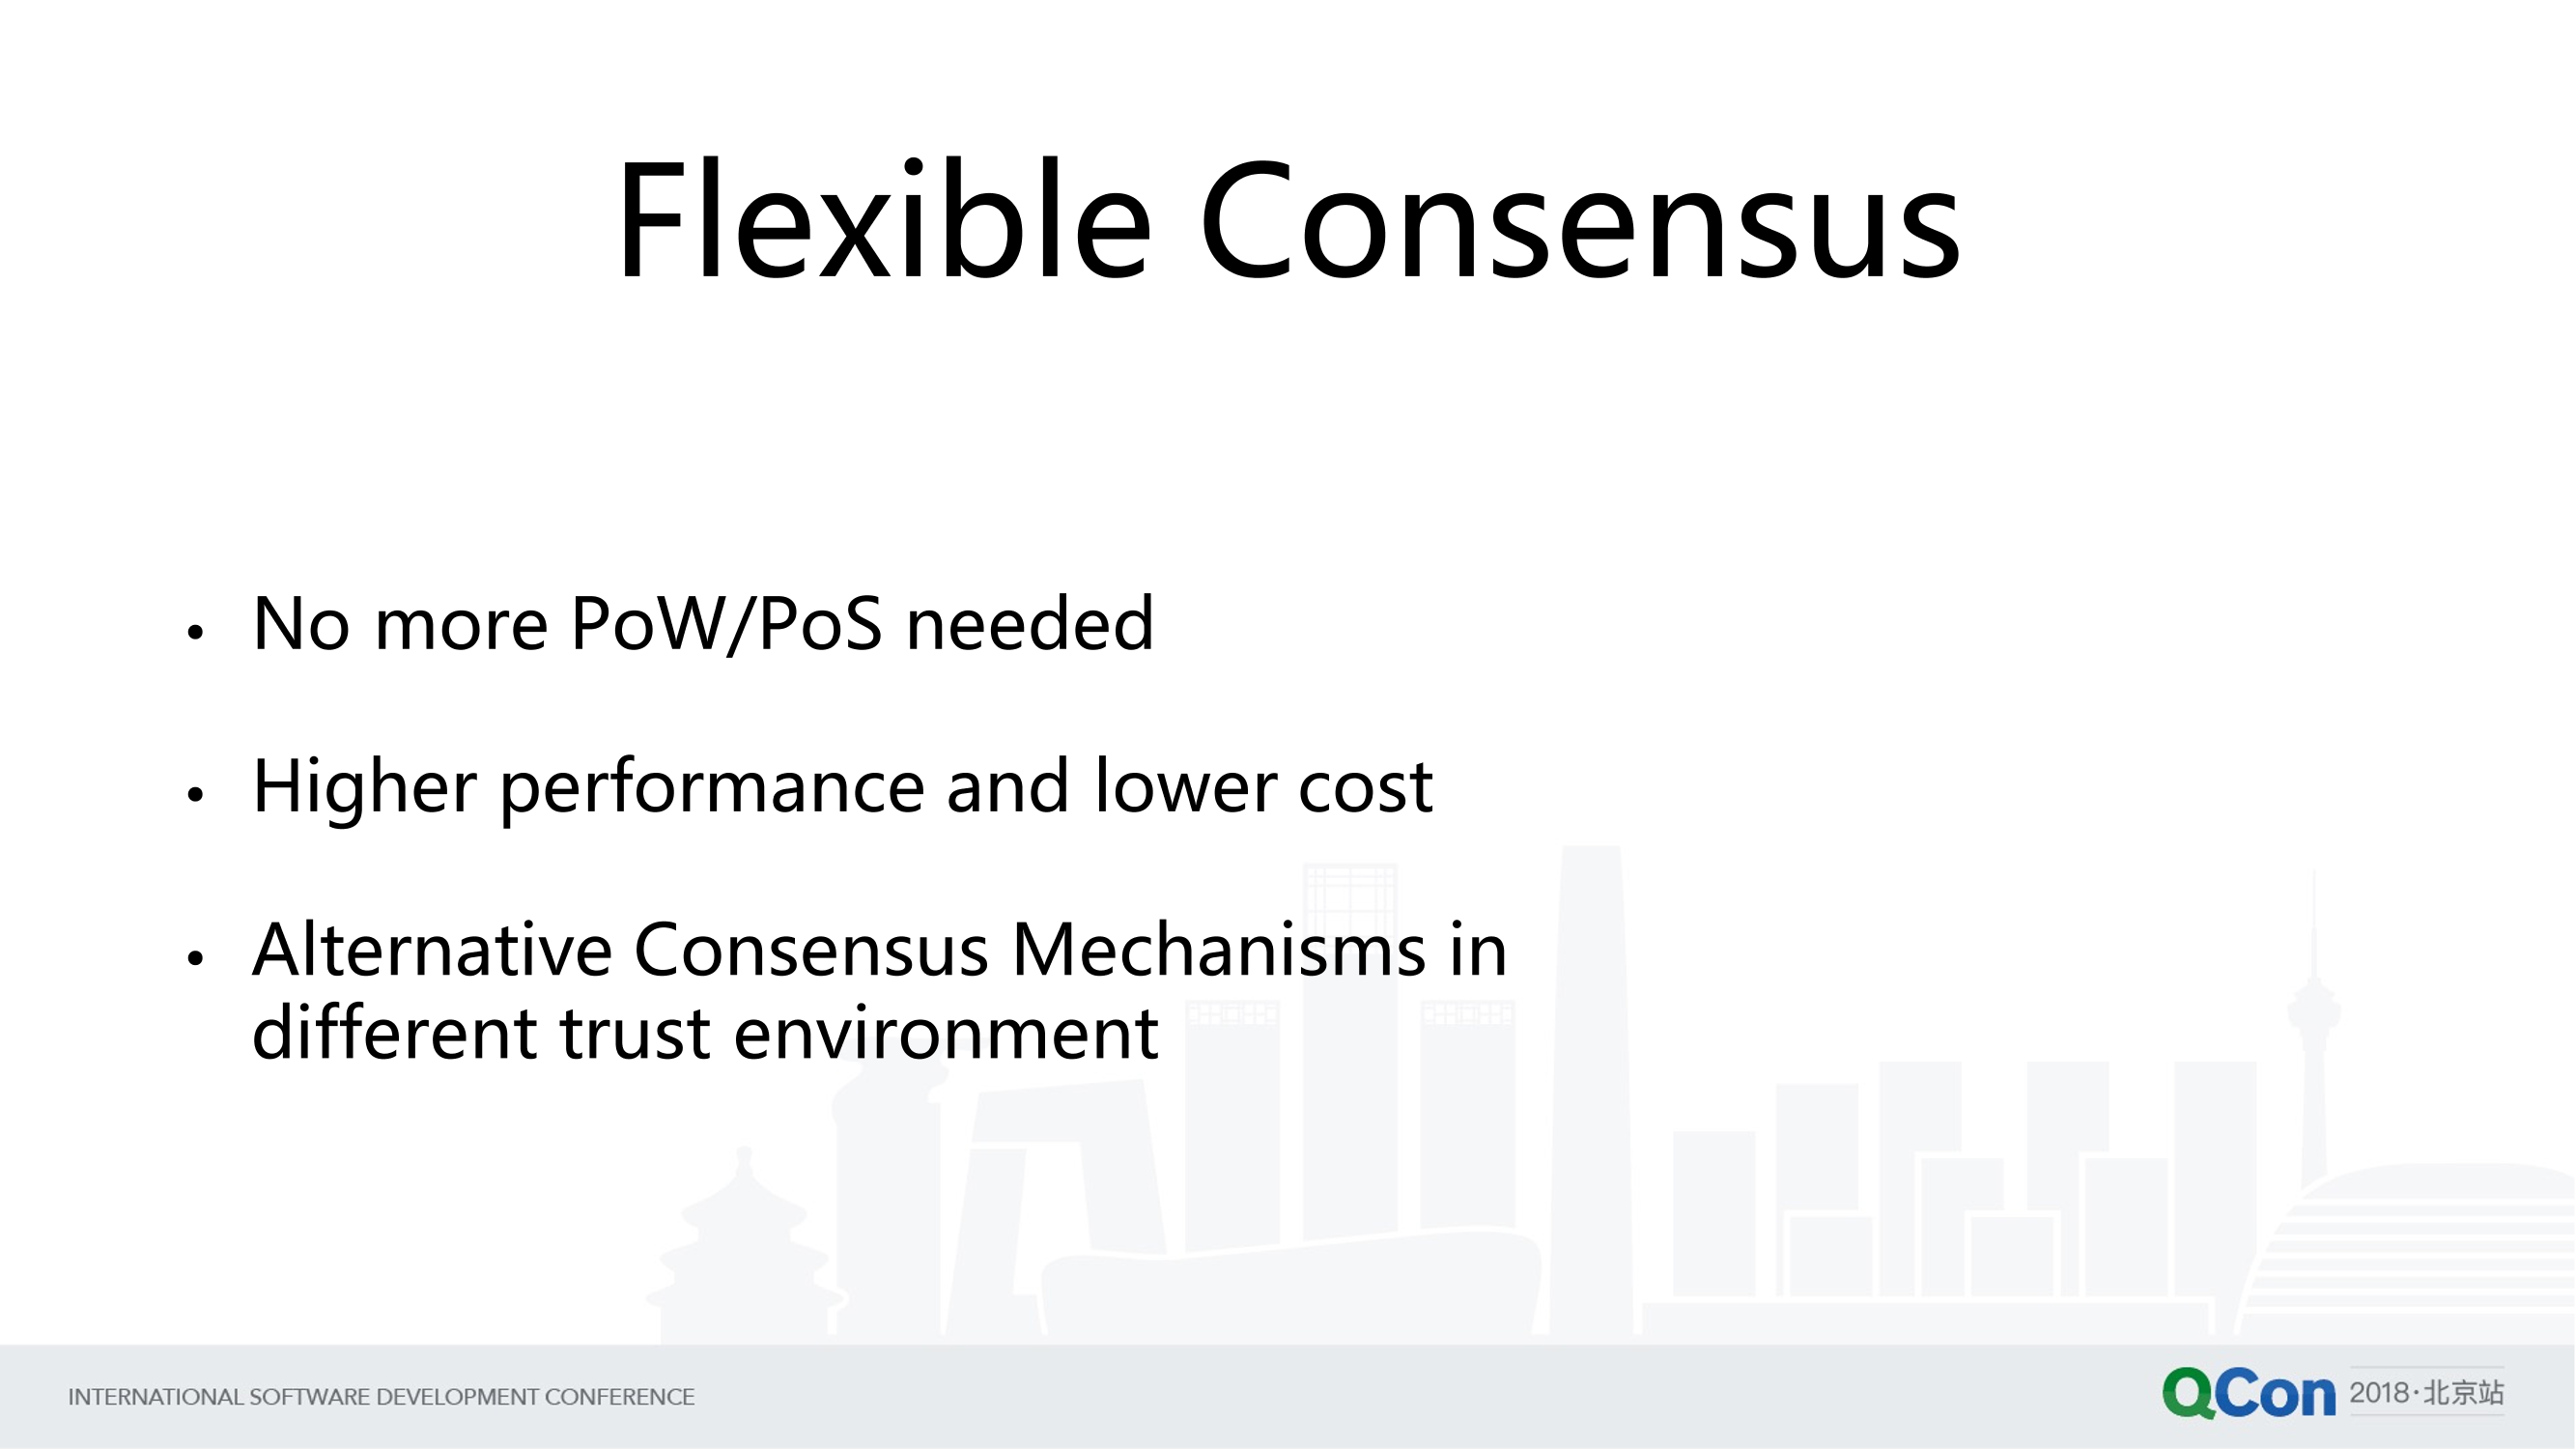 Flexible Consensus
• No more PoW/PoS needed
• Higher performance and lower cost
• Alternative Consensus Mechanisms in
different trust environment
INTERNATIONAL SOFTWARE DEVELOPMENT CONFERENCE
QCon 2018·北京站